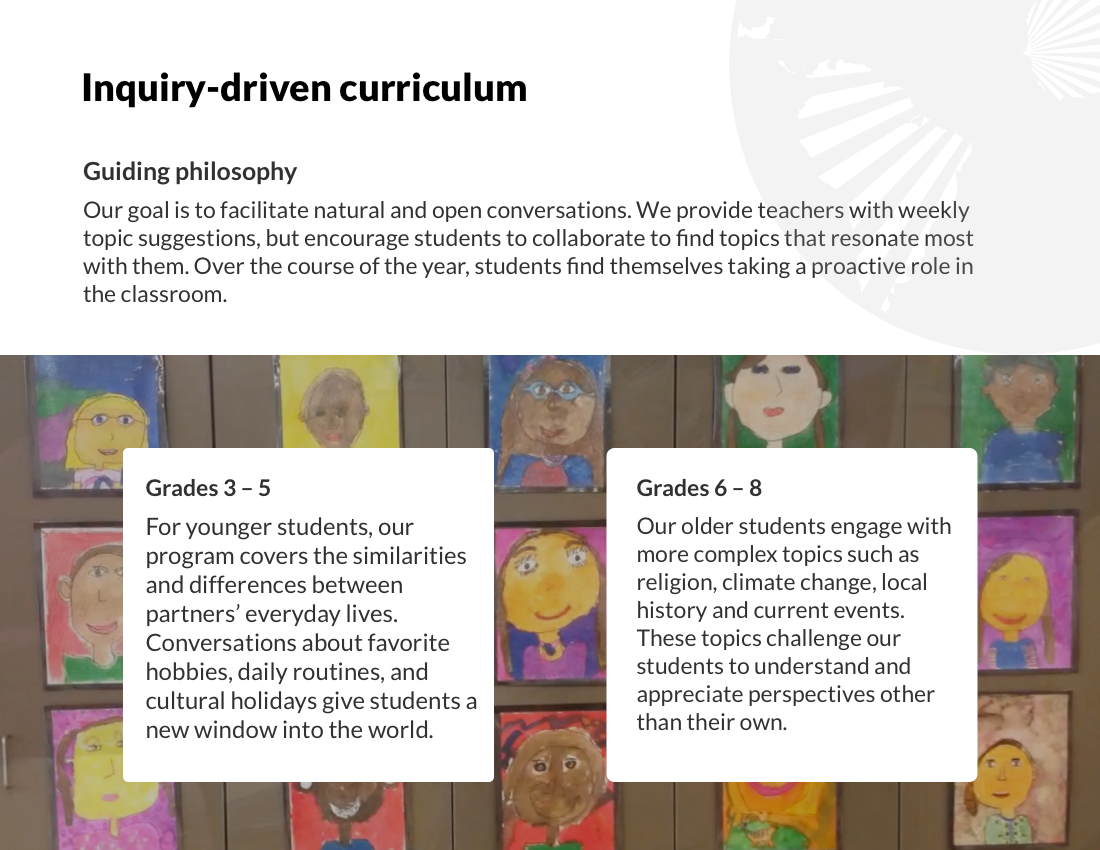 Inquiry-driven curriculum
Guiding philosophy
Our goal is to facilitate natural and open conversations. We provide teachers with weekly
topic suggestions, but encourage students to collaborate to find topics that resonate most
with them. Over the course of the year, students find themselves taking a proactive role in
the classroom.
Grades 3 – 5
For younger students, our
program covers the similarities
and differences between
partners’ everyday lives.
Conversations about favorite
hobbies, daily routines, and
cultural holidays give students a
new window into the world.
Grades 6 – 8
Our older students engage with
more complex topics such as
religion, climate change, local
history and current events.
These topics challenge our
students to understand and
appreciate perspectives other
than their own.